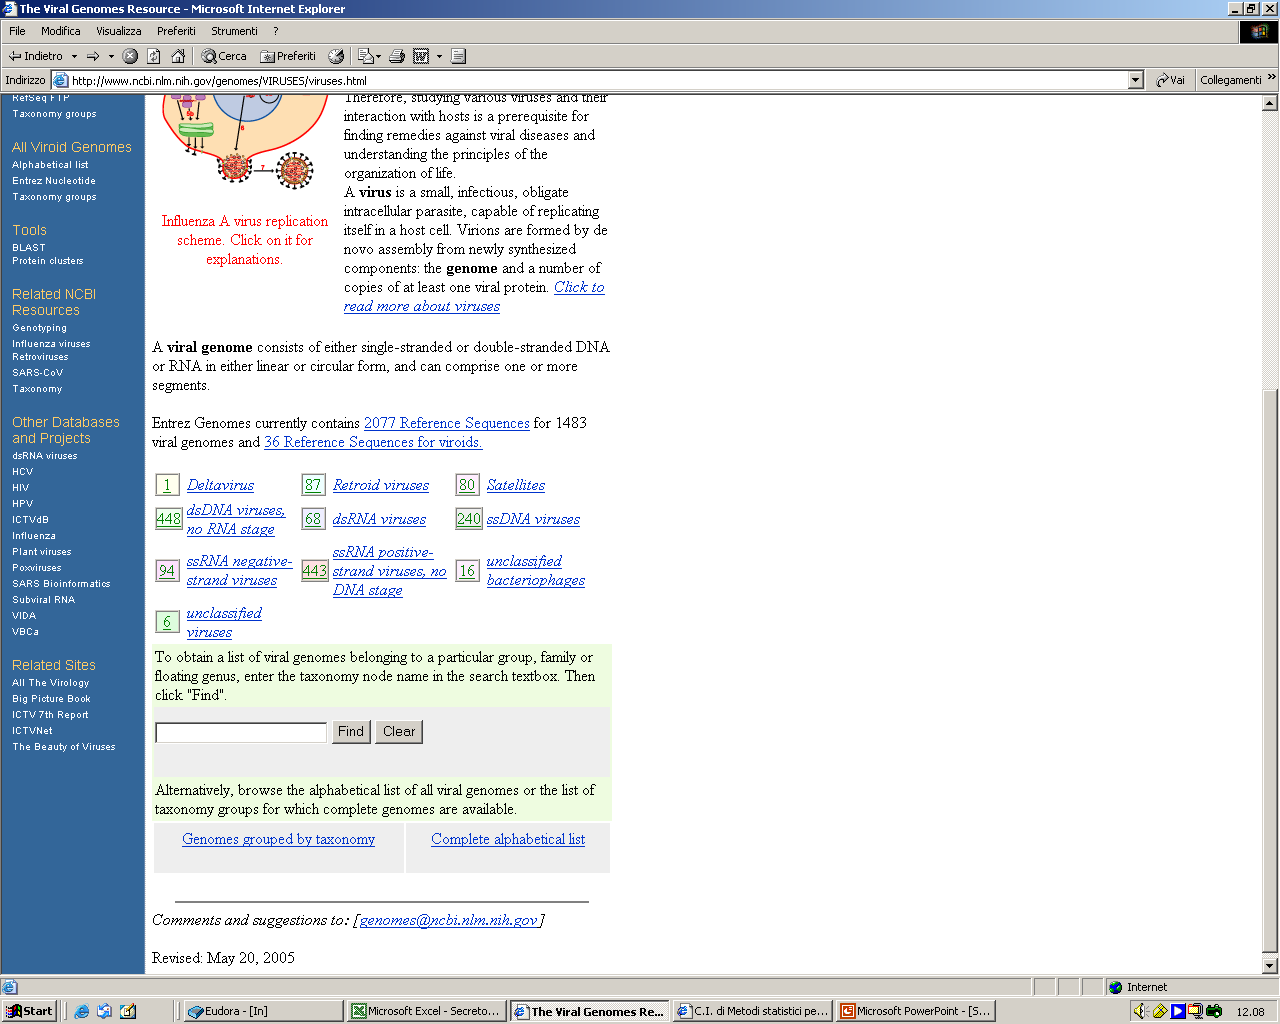 The Viral Genomes Resource - Microsoft Internet Explorer
File Modifica Visualizza Preferiti Strumenti ?
Indietro Cerca Preferiti
Indirizzo http://www.ncbi.nlm.nih.gov/genomes/VIRUSES/viruses.html Vai Collegamenti »
RefSeq FTP
Taxonomy groups
All Viroid Genomes
Alphabetical list
Entrez Nucleotide
Taxonomy groups
Tools
BLAST
Protein clusters
Related NCBI
Resources
Genotyping
Influenza viruses
Retroviruses
SARS-CoV
Taxonomy
Other Databases
and Projects
dsRNA viruses
HCV
HIV
HPV
ICTVdB
Influenza
Plant viruses
Poxviruses
SARS Bioinformatics
Subviral RNA
VIDA
VBCa
Related Sites
All The Virology
Big Picture Book
ICTV 7th Report
ICTVNet
The Beauty of Viruses
6
7
Influenza A virus replication
scheme. Click on it for
explanations.
Therefore, studying various viruses and their
interaction with hosts is a prerequisite for
finding remedies against viral diseases and
understanding the principles of the
organization of life.
A virus is a small, infectious, obligate
intracellular parasite, capable of replicating
itself in a host cell. Virions are formed by de
novo assembly from newly synthesized
components: the genome and a number of
copies of at least one viral protein. Click to
read more about viruses
A viral genome consists of either single-stranded or double-stranded DNA
or RNA in either linear or circular form, and can comprise one or more
segments.
Entrez Genomes currently contains 2077 Reference Sequences for 1483
viral genomes and 36 Reference Sequences for viroids.
1 Deltavirus 87 Retroid viruses 80 Satellites
448 dsDNA viruses,
no RNA stage 68 dsRNA viruses 240 ssDNA viruses
94 ssRNA negative-
strand viruses 443 ssRNA positive-
strand viruses, no
DNA stage 16 unclassified
bacteriophages
6 unclassified
viruses
To obtain a list of viral genomes belonging to a particular group, family or
floating genus, enter the taxonomy node name in the search textbox. Then
click "Find".
Find Clear
Alternatively, browse the alphabetical list of all viral genomes or the list of
taxonomy groups for which complete genomes are available.
Genomes grouped by taxonomy Complete alphabetical list
Comments and suggestions to: [genomes@ncbi.nlm.nih.gov]
Revised: May 20, 2005
Internet
Start Eudora - [In] Microsoft Excel - Secreto... The Viral Genomes Re... C.I. di Metodi statistici pe... Microsoft PowerPoint - [S... 12.08